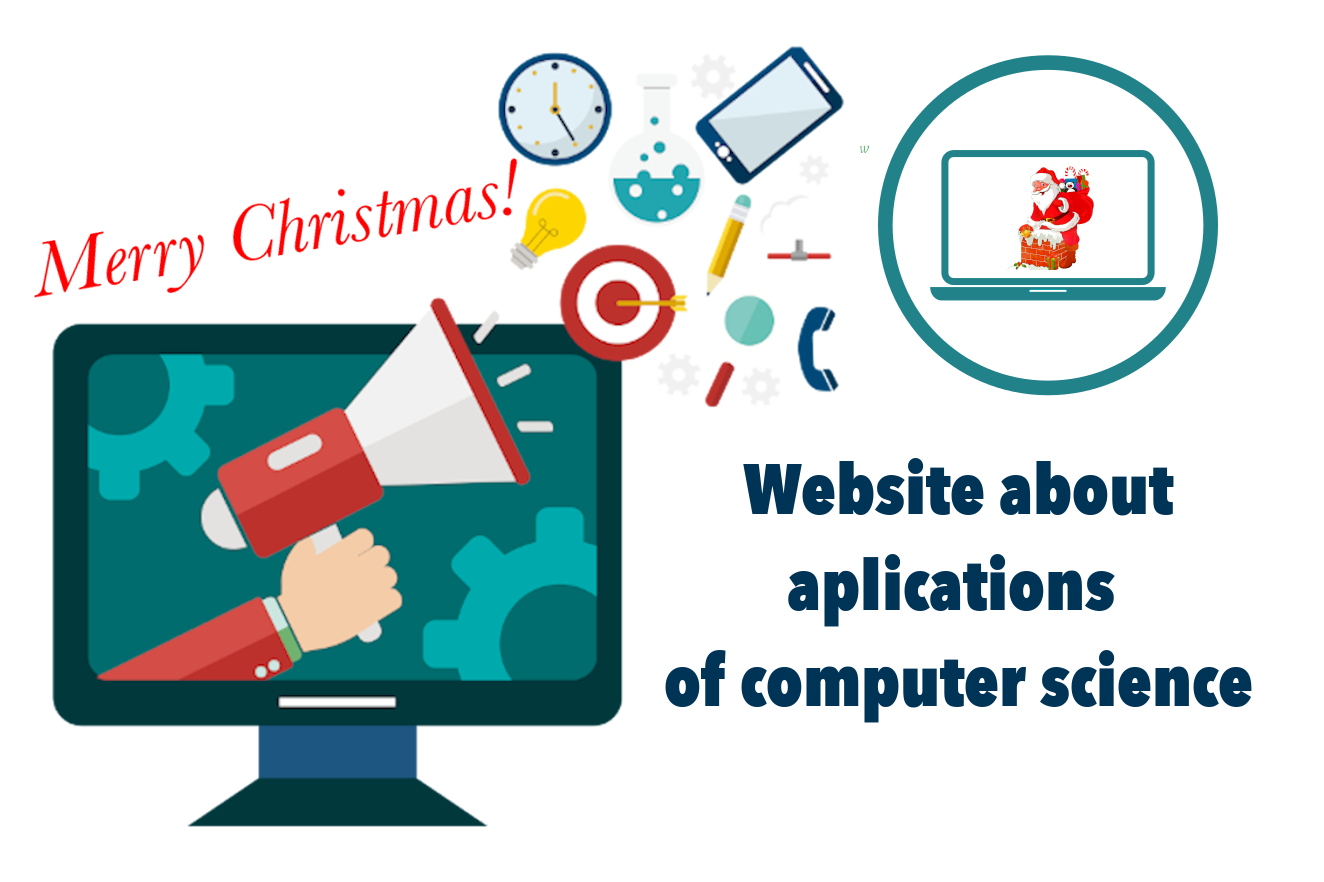 Merry Christmas!
w
Website about
aplications
of computer science